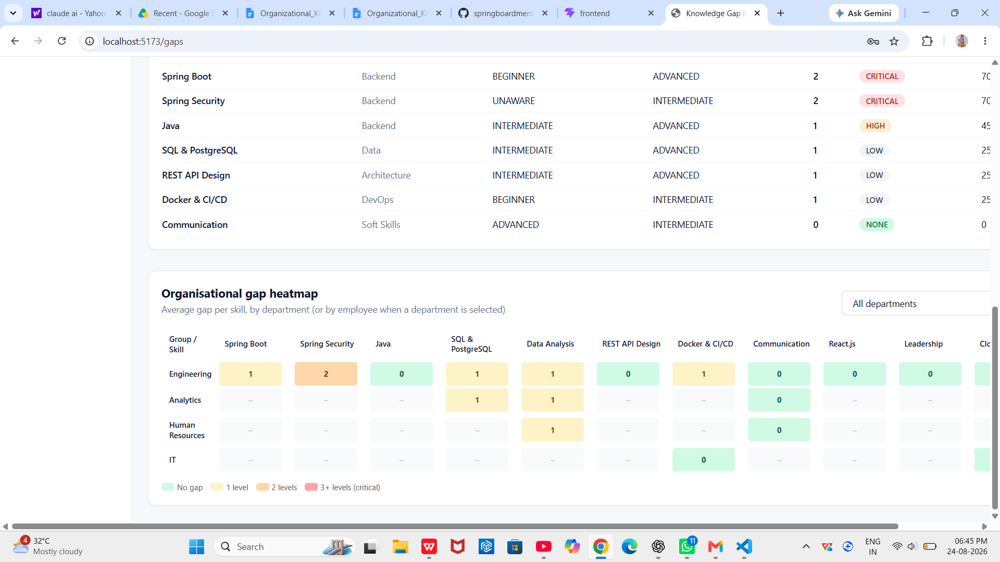 claude ai - Yahoo
Recent - Google
Organizational_K
Organizational_K
springboardment
frontend
Knowledge Gap
Ask Gemini
localhost:5173/gaps
Spring Boot Backend BEGINNER ADVANCED 2 CRITICAL 70
Spring Security Backend UNAWARE INTERMEDIATE 2 CRITICAL 70
Java Backend INTERMEDIATE ADVANCED 1 HIGH 45
SQL & PostgreSQL Data INTERMEDIATE ADVANCED 1 LOW 25
REST API Design Architecture INTERMEDIATE ADVANCED 1 LOW 25
Docker & CI/CD DevOps BEGINNER INTERMEDIATE 1 LOW 25
Communication Soft Skills ADVANCED INTERMEDIATE 0 NONE 0
Organisational gap heatmap
Average gap per skill, by department (or by employee when a department is selected)
All departments
Group / Skill Spring Boot Spring Security Java SQL & PostgreSQL Data Analysis REST API Design Docker & CI/CD Communication React.js Leadership Clo
Engineering 1 2 0 1 1 0 1 0 0 0
Analytics – – – 1 1 – – 0 – –
Human Resources – – – – 1 – – 0 – –
IT – – – – – – 0 – – –
No gap 1 level 2 levels 3+ levels (critical)
4
32°C
Mostly cloudy
Search
11
ENG
IN
06:45 PM
24-08-2026